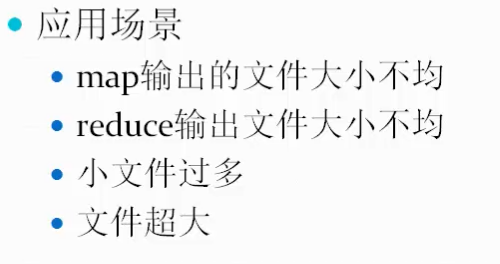 应用场景
map输出的文件大小不均
reduce输出文件大小不均
小文件过多
文件超大